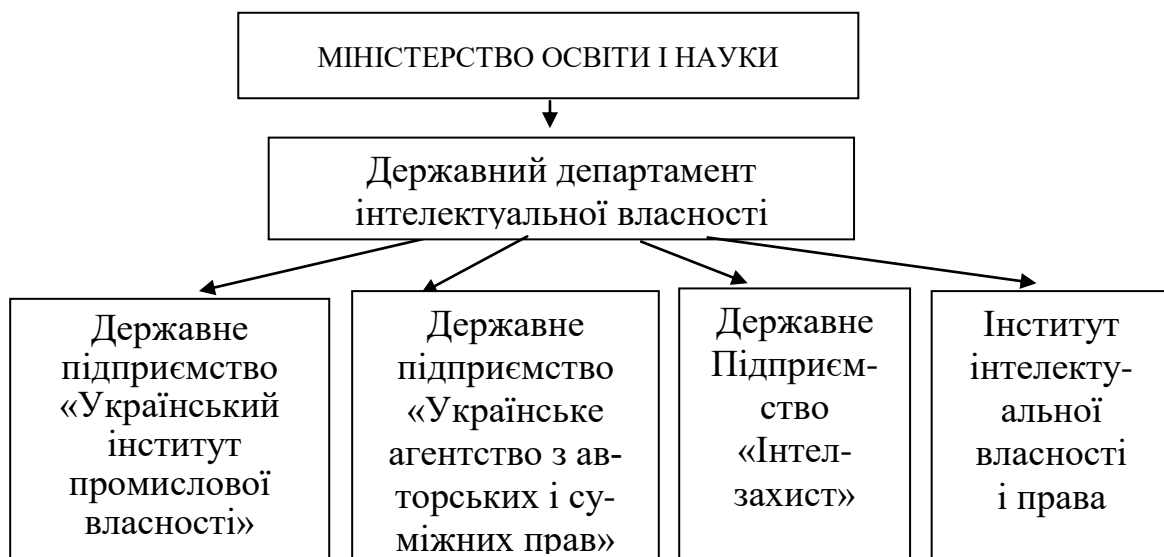 МІНІСТЕРСТВО ОСВІТИ І НАУКИ
Державний департамент
інтелектуальної власності
Державне
підприємство
«Український
інститут
промислової
власності»
Державне
підприємство
«Українське
агентство з ав-
торських і су-
міжних прав»
Державне
Підприєм-
ство
«Інтел-
захист»
Інститут
інтелекту-
альної
власності
і права